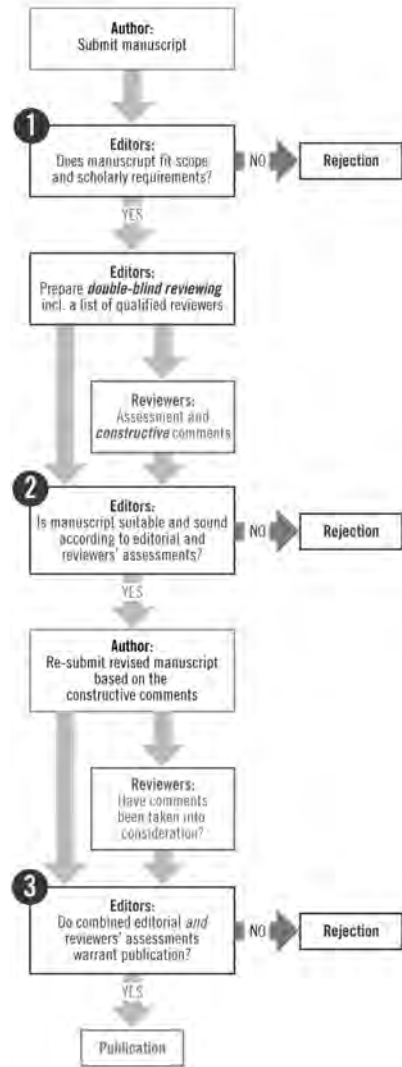 Author:
Submit manuscript
1
Editors:
Does manuscrupt fit scope
and scholarly requirements?
NO
Rejection
YES
Editors:
Prepare double-blind reviewing
incl. a list of qualified reviewers
Reviewers:
Assessment and
constructive comments
2
Editors:
Is manuscript suitable and sound
according to editorial and
reviewers' assessments?
NO
Rejection
YES
Author:
Re-submit revised manuscript
based on the
constructive comments
Reviewers:
Have comments
been taken into
consideration?
3
Editors:
Do combined editorial and
reviewers' assessments
warrant publication?
NO
Rejection
YES
Publication